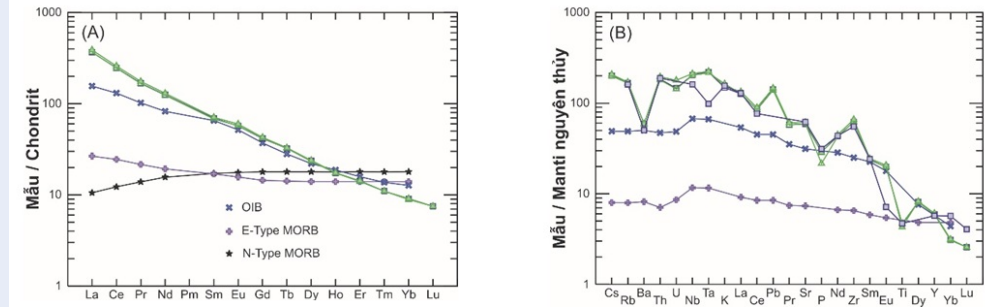 (A)
Mẫu / Chondrit
1000
100
10
1
OIB
E-Type MORB
N-Type MORB
La Ce Pr Nd Pm Sm Eu Gd Tb Dy Ho Er Tm Yb Lu
(B)
Mẫu / Manti nguyên thủy
1000
100
10
1
Cs Ba U Ta La Pb Sr Nd Sm Ti Y Lu
Rb Th Nb K Ce Pr F Zr Eu Dy Yb